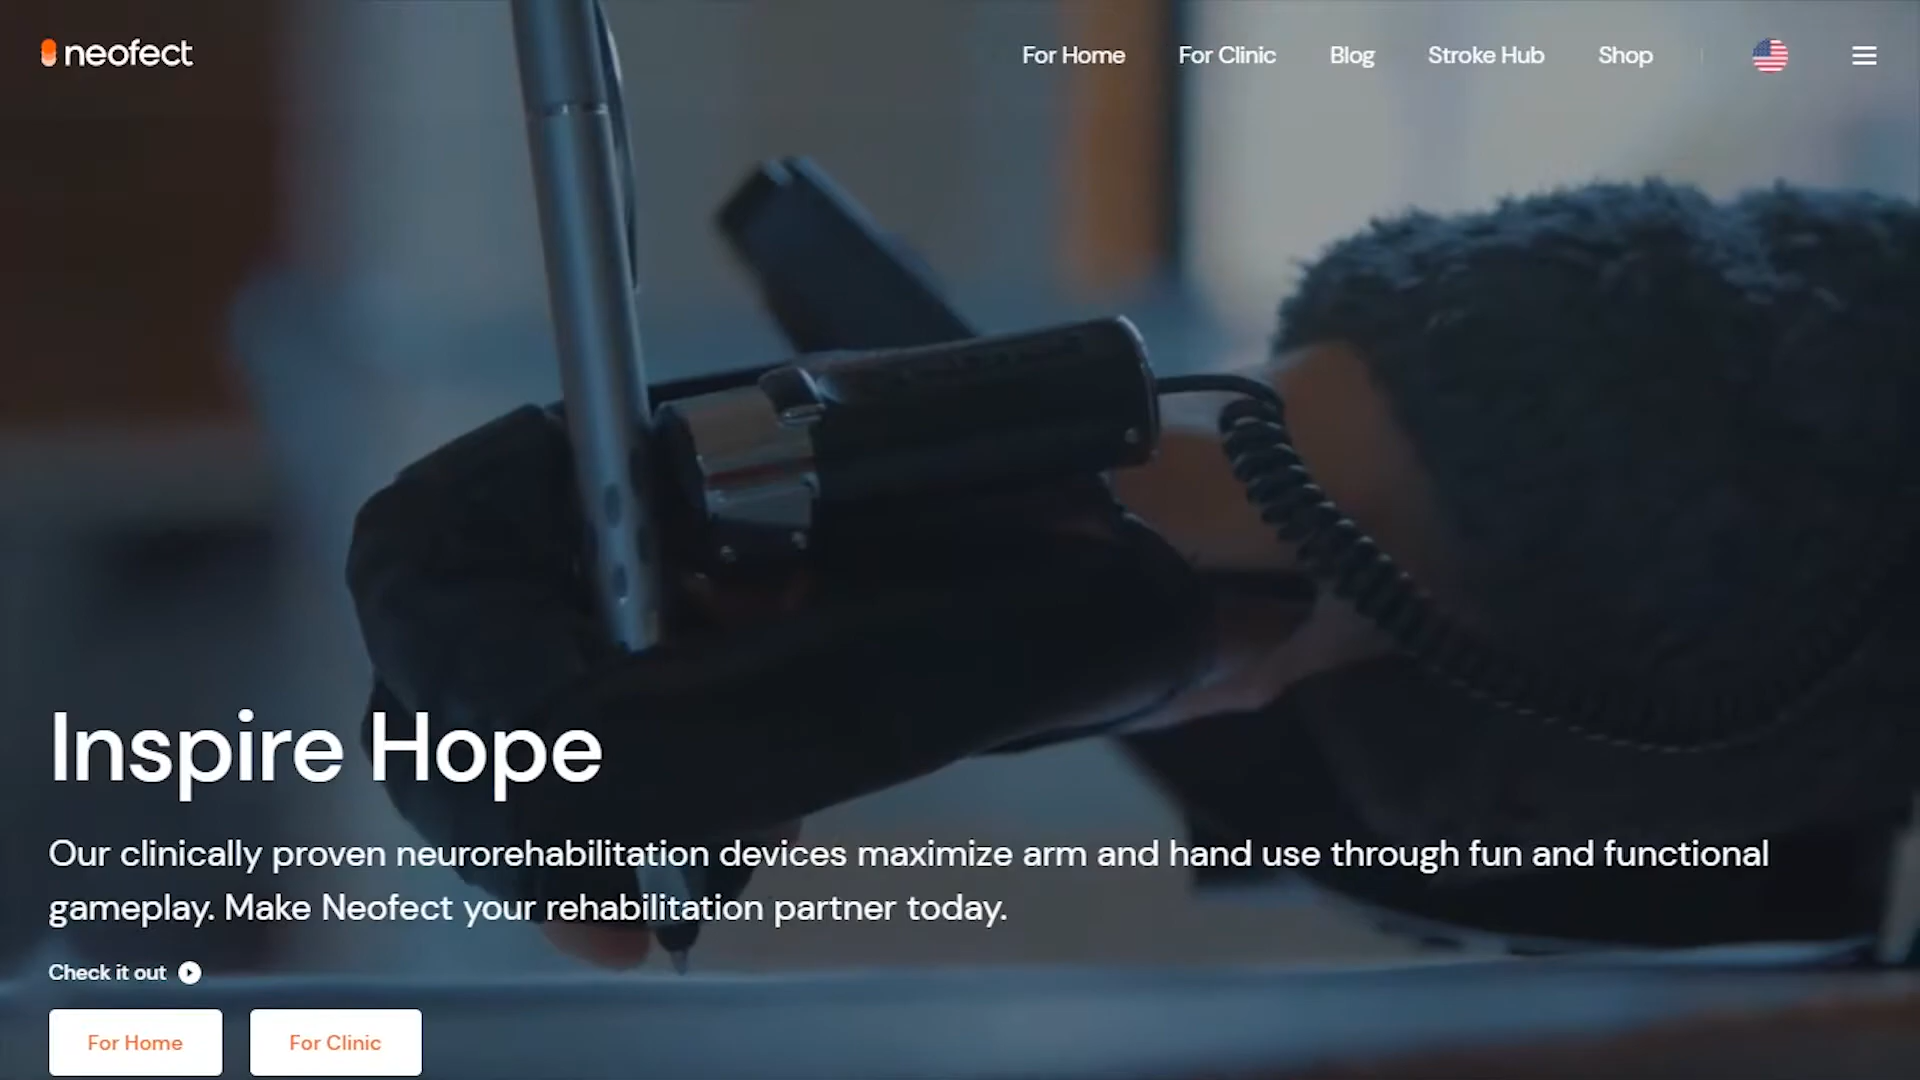 neofect
For Home
For Clinic
Blog
Stroke Hub
Shop
Inspire Hope
Our clinically proven neurorehabilitation devices maximize arm and hand use through fun and functional
gameplay. Make Neofect your rehabilitation partner today.
Check it out
For Home
For Clinic